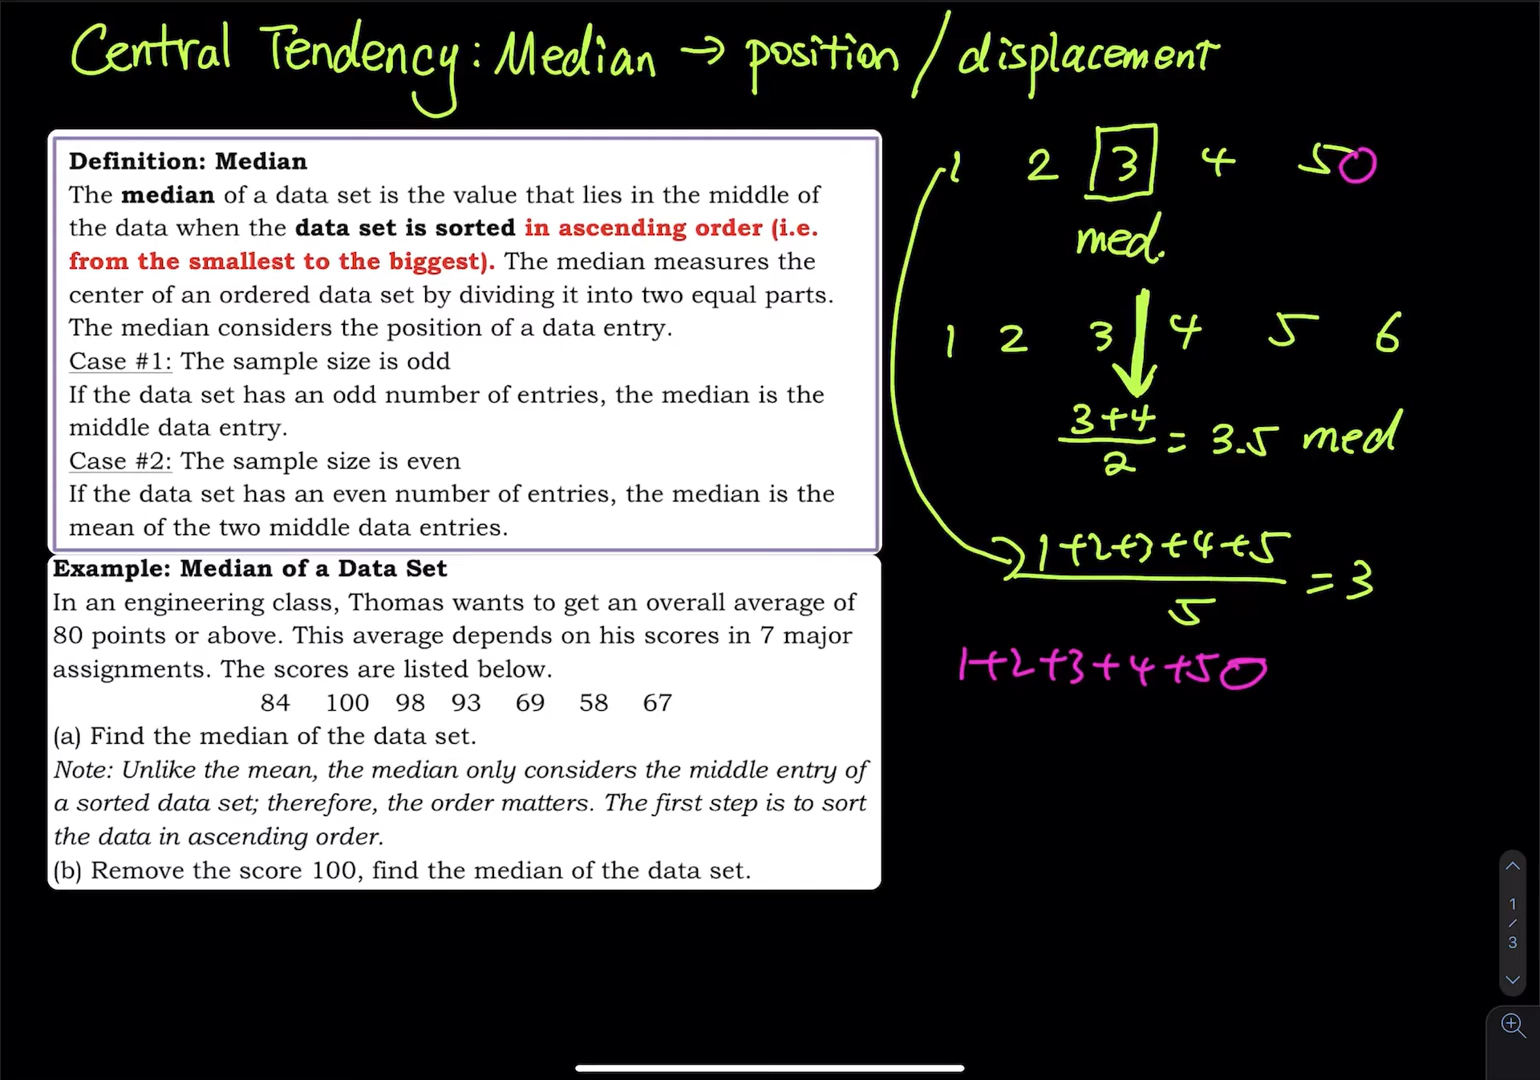 Central Tendency: Median → position / displacement
Definition: Median
The median of a data set is the value that lies in the middle of
the data when the data set is sorted in ascending order (i.e.
from the smallest to the biggest). The median measures the
center of an ordered data set by dividing it into two equal parts.
The median considers the position of a data entry.
Case #1: The sample size is odd
If the data set has an odd number of entries, the median is the
middle data entry.
Case #2: The sample size is even
If the data set has an even number of entries, the median is the
mean of the two middle data entries.
Example: Median of a Data Set
In an engineering class, Thomas wants to get an overall average of
80 points or above. This average depends on his scores in 7 major
assignments. The scores are listed below.
84 100 98 93 69 58 67
(a) Find the median of the data set.
Note: Unlike the mean, the median only considers the middle entry of
a sorted data set; therefore, the order matters. The first step is to sort
the data in ascending order.
(b) Remove the score 100, find the median of the data set.
1 2 3 4 50
med.
1 2 3 4 5 6
3+4
2
= 3.5 med
1+2+3+4+5
5
= 3
1+2+3+4+50
1
/
3